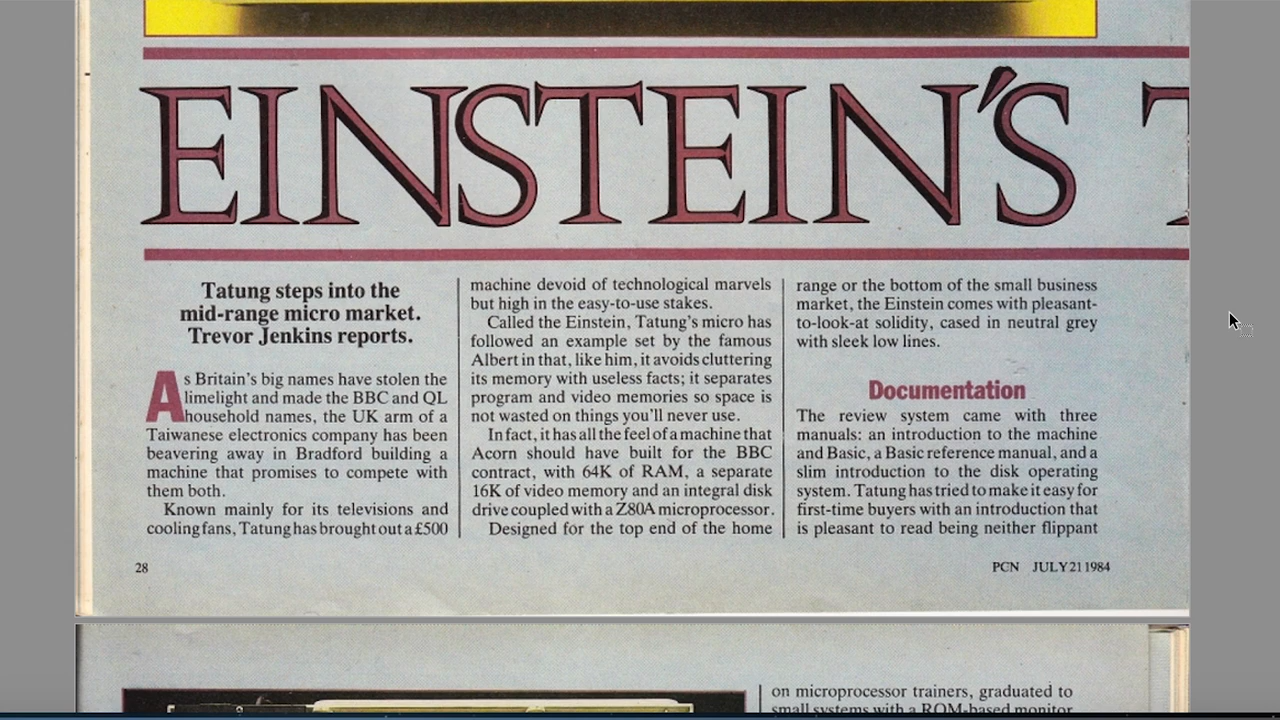 EINSTEIN'S
Tatung steps into the
mid-range micro market.
Trevor Jenkins reports.
As Britain's big names have stolen the
limelight and made the BBC and QL
household names, the UK arm of a
Taiwanese electronics company has been
beavering away in Bradford building a
machine that promises to compete with
them both.
Known mainly for its televisions and
cooling fans, Tatung has brought out a £500
machine devoid of technological marvels
but high in the easy-to-use stakes.
Called the Einstein, Tatung's micro has
followed an example set by the famous
Albert in that, like him, it avoids cluttering
its memory with useless facts; it separates
program and video memories so space is
not wasted on things you'll never use.
In fact, it has all the feel of a machine that
Acorn should have built for the BBC
contract, with 64K of RAM, a separate
16K of video memory and an integral disk
drive coupled with a Z80A microprocessor.
Designed for the top end of the home
range or the bottom of the small business
market, the Einstein comes with pleasant-
to-look-at solidity, cased in neutral grey
with sleek low lines.
Documentation
The review system came with three
manuals: an introduction to the machine
and Basic, a Basic reference manual, and a
slim introduction to the disk operating
system. Tatung has tried to make it easy for
first-time buyers with an introduction that
is pleasant to read being neither flippant
28
PCN JULY 21 1984
on microprocessor trainers, graduated to
small systems with a ROM-based monitor